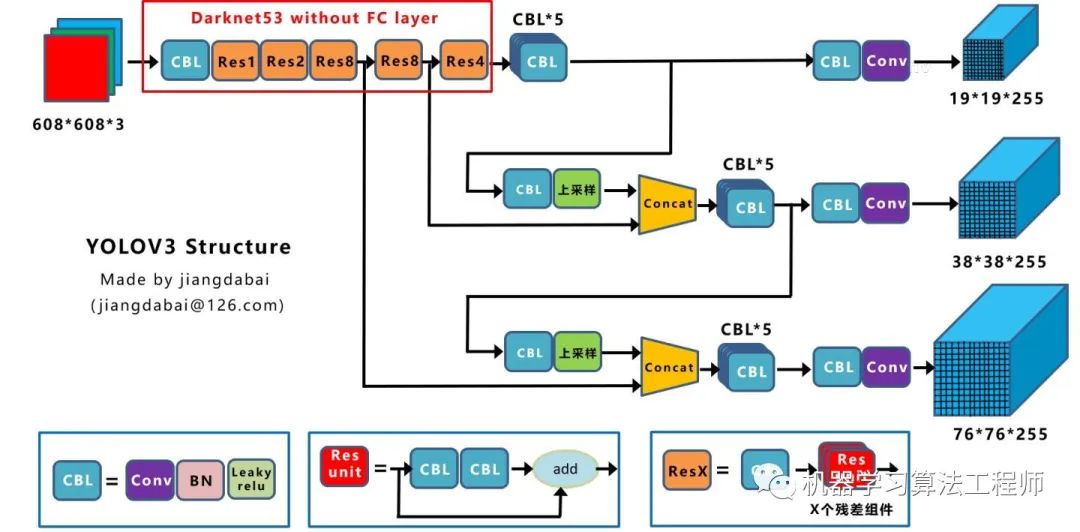 Darknet53 without FC layer
CBL*5
CBL Res1 Res2 Res8 Res8 Res4 CBL CBL Conv
608*608*3
19*19*255
CBL*5
CBL 上采样 Concat CBL CBL Conv
38*38*255
YOLOV3 Structure
Made by jiangdabai
(jiangdabai@126.com)
CBL*5
CBL 上采样 Concat CBL CBL Conv
76*76*255
CBL = Conv BN Leaky relu
Res unit = CBL CBL add
ResX = Res
X个残差组件
机器学习算法工程师